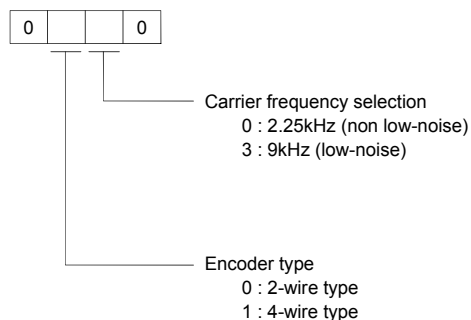 0 0
Carrier frequency selection
0 : 2.25kHz (non low-noise)
3 : 9kHz (low-noise)
Encoder type
0 : 2-wire type
1 : 4-wire type